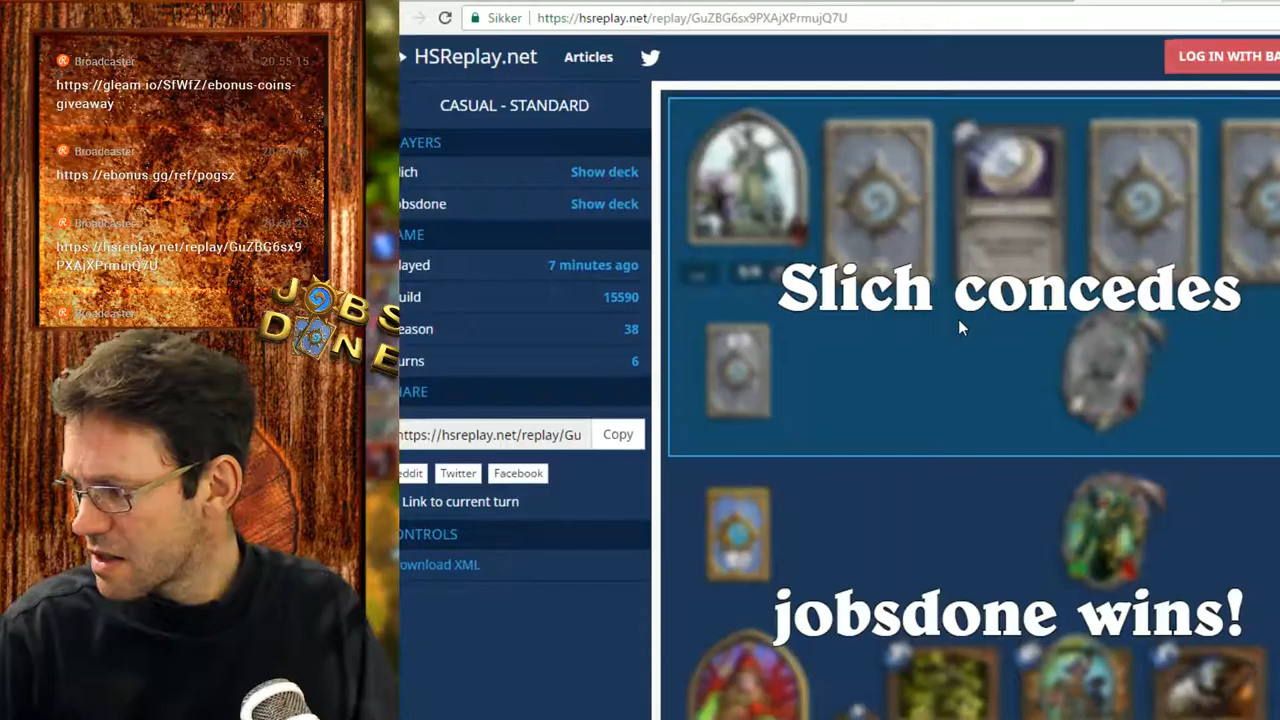 Broadcaster 20:55:15
https://gleam.io/SfWfZ/ebonus-coins-
giveaway
Broadcaster
https://ebonus.gg/ref/pogsz
Broadcaster
https://hsreplay.net/replay/GuZBG6sx9
PXAjXPrmujQ7U
Broadcaster
JOBS
DONE
Sikker https://hsreplay.net/replay/GuZBG6sx9PXAjXPrmujQ7U
HSReplay.net Articles
LOG IN WITH BA
CASUAL - STANDARD
AYERS
lich Show deck
obsdone Show deck
AME
layed 7 minutes ago
uild 15590
eason 38
urns 6
HARE
https://hsreplay.net/replay/Gu Copy
eddit Twitter Facebook
Link to current turn
ONTROLS
ownload XML
Slich concedes
jobsdone wins!